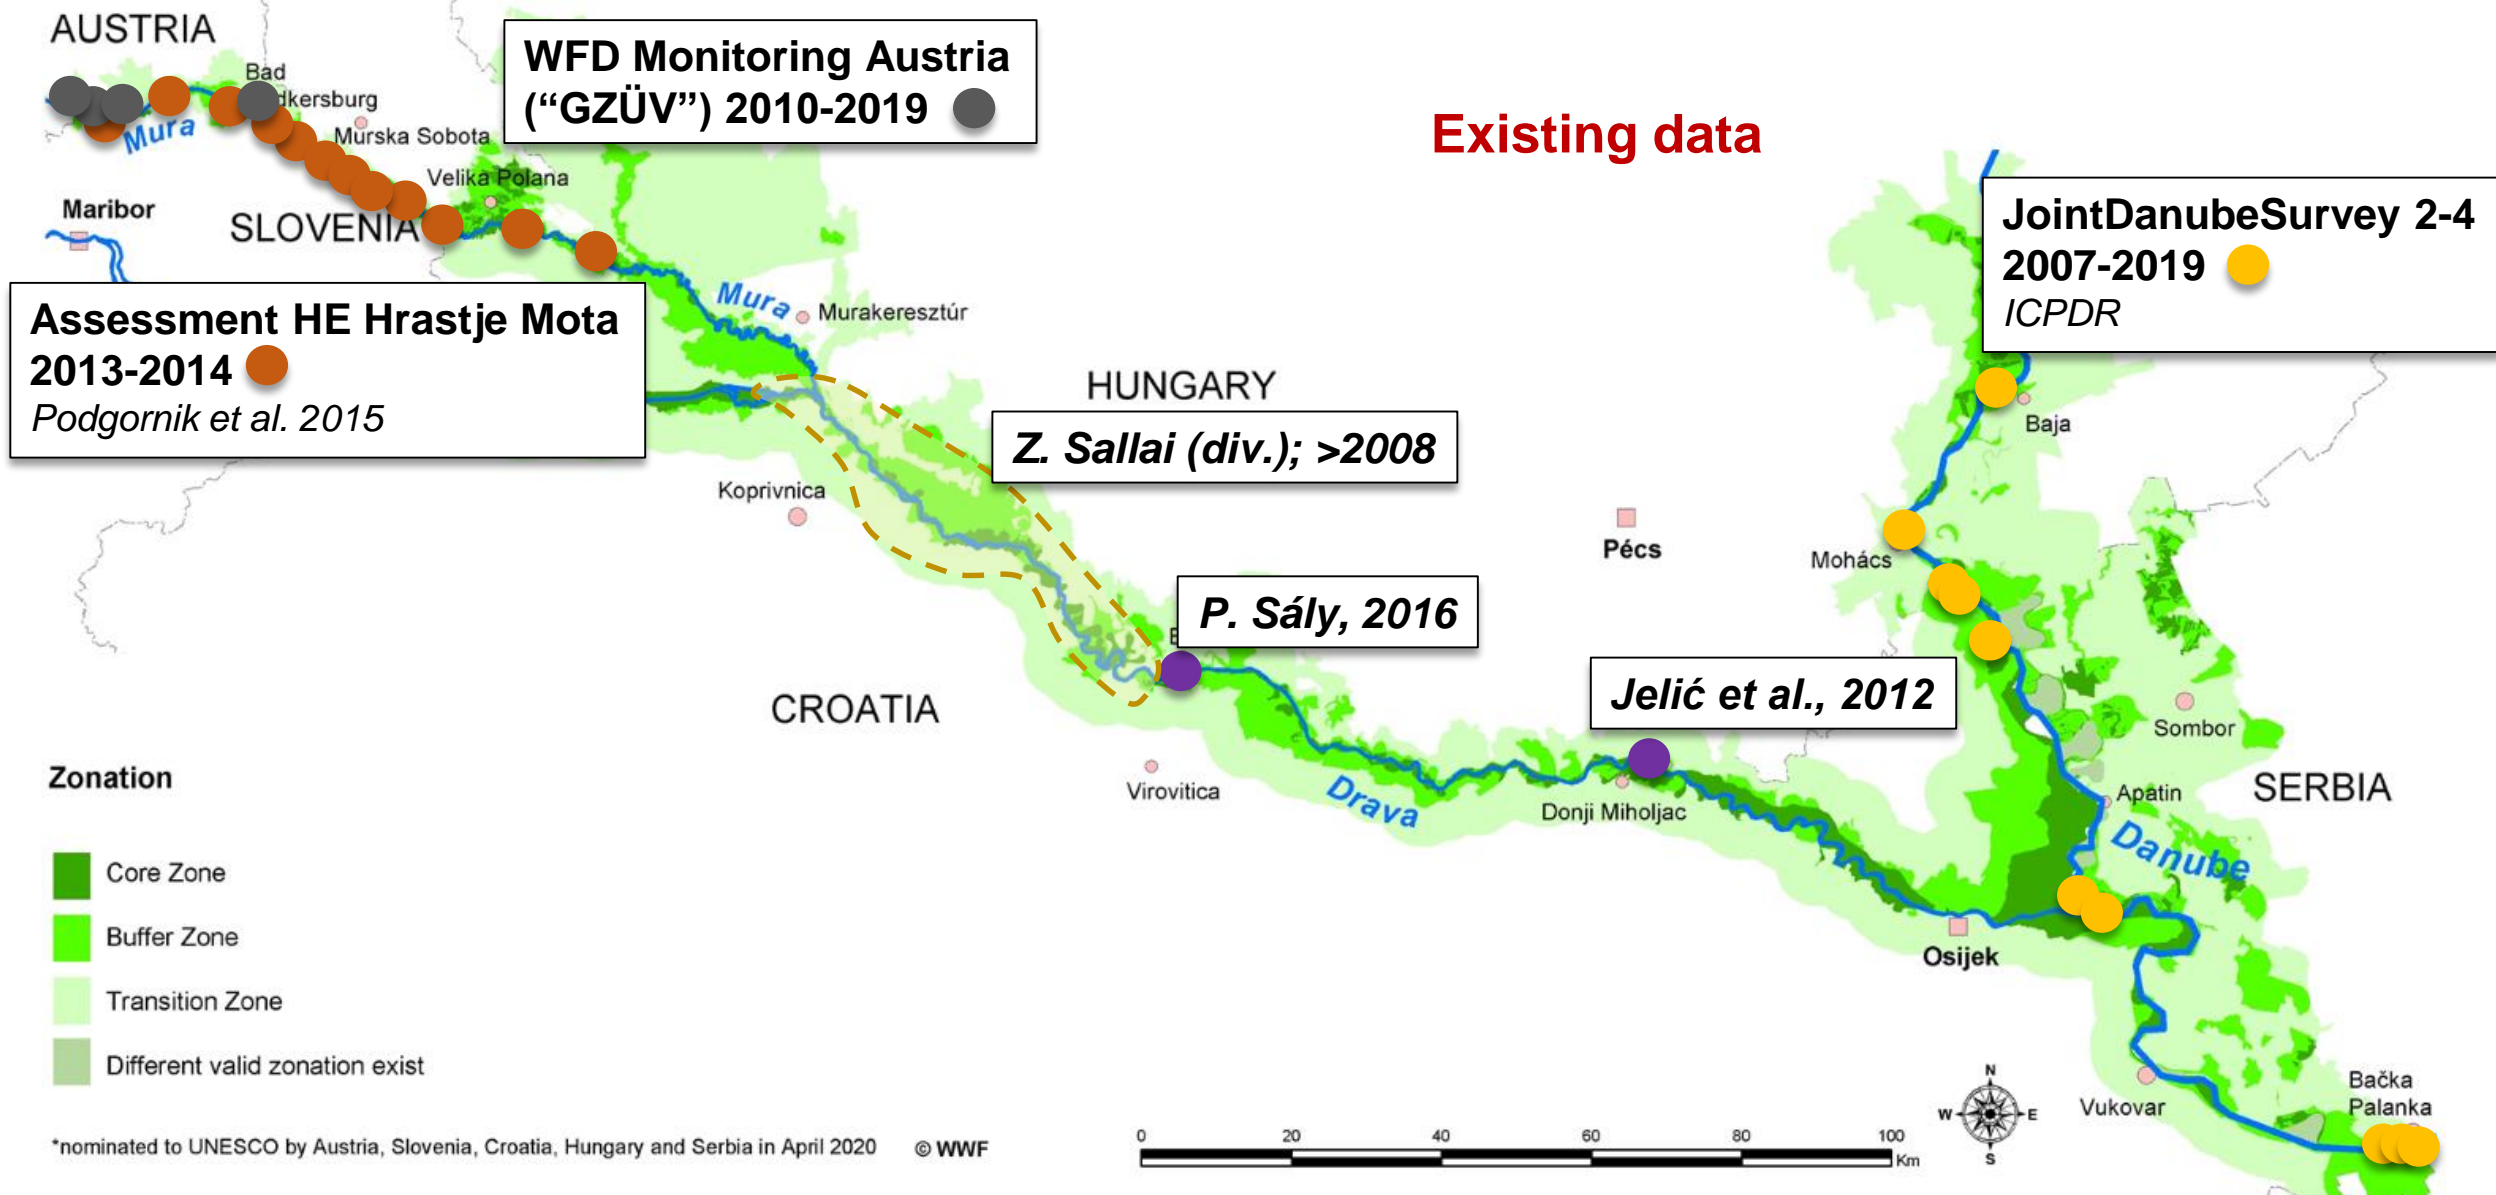 AUSTRIA
WFD Monitoring Austria
(“GZÜV”) 2010-2019
Existing data
Bad
dkersburg
Mura
Murska Sobota
Velika Polana
Maribor
SLOVENIA
JointDanubeSurvey 2-4
2007-2019
ICPDR
Assessment HE Hrastje Mota
2013-2014
Podgornik et al. 2015
Mura
Murakeresztúr
HUNGARY
Baja
Z. Sallai (div.); >2008
Koprivnica
Pécs
Mohács
P. Sály, 2016
Jelić et al., 2012
CROATIA
Sombor
Virovitica
Drava
Donji Miholjac
Apatin
SERBIA
Danube
Osijek
Zonation
Core Zone
Buffer Zone
Transition Zone
Different valid zonation exist
Vukovar
Bačka
Palanka
N
W E
S
0 20 40 60 80 100
Km
*nominated to UNESCO by Austria, Slovenia, Croatia, Hungary and Serbia in April 2020 © WWF